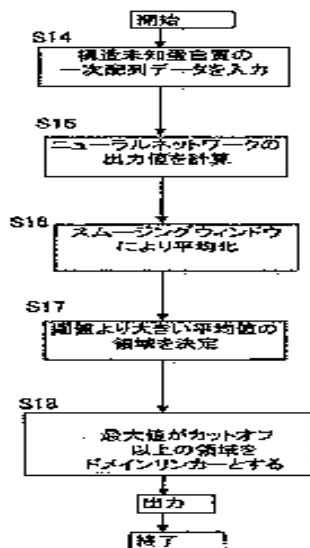 開始
S14
構造未知蛋白質の
一次配列データを入力
S15
ニューラルネットワークの
出力値を計算
S16
スムージングウィンドウ
により平均化
S17
閾値より大きい平均値の
領域を決定
S18
最大値がカットオフ
以上の領域を
ドメインリンカーとする
出力
終了